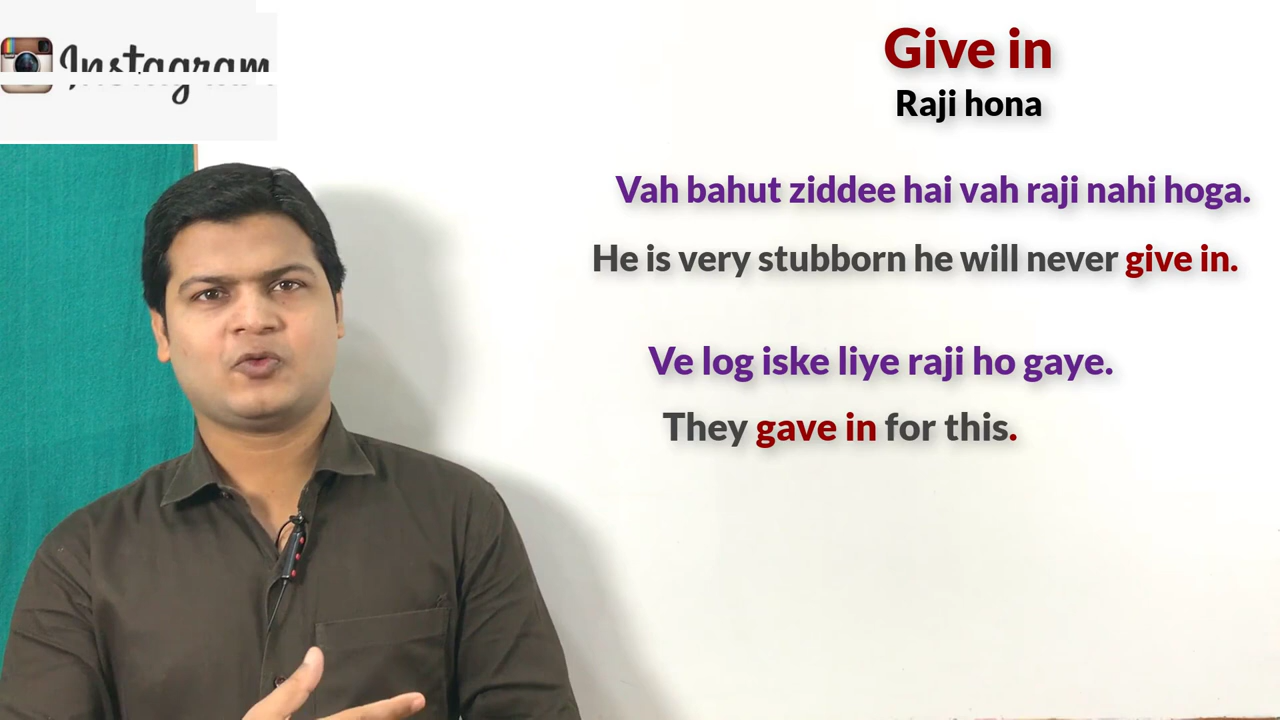 Instagram
Give in
Raji hona
Vah bahut ziddee hai vah raji nahi hoga.
He is very stubborn he will never give in.
Ve log iske liye raji ho gaye.
They gave in for this.